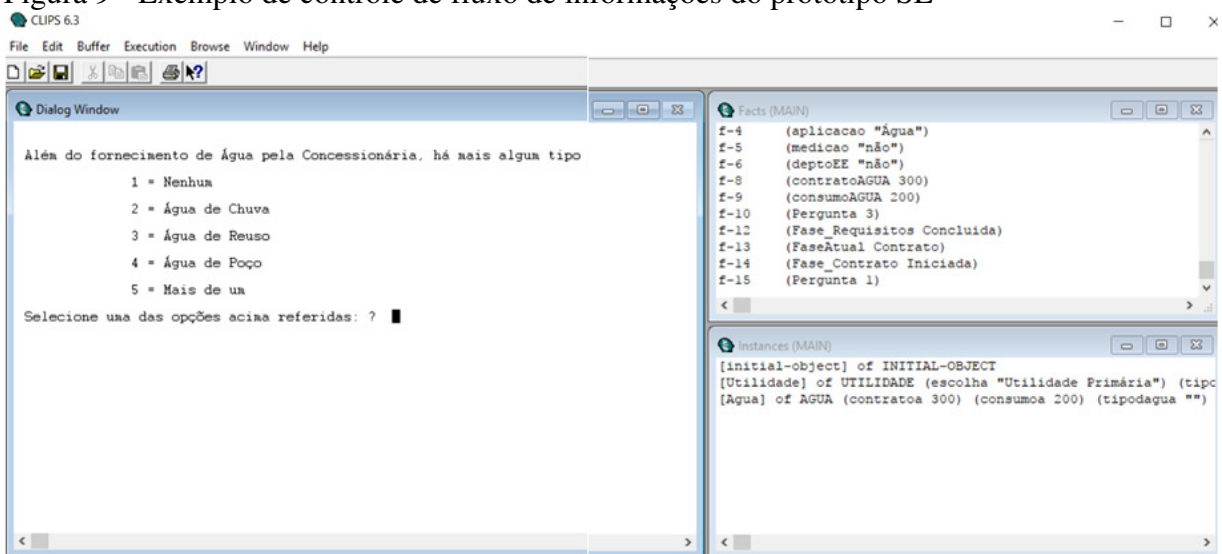 Figura 9 - Exemplo de controle de fluxo de informações do protótipo SE
CLIPS 6.3
File Edit Buffer Execution Browse Window Help
Dialog Window
Além do fornecimento de Água pela Concessionária, há mais algum tipo
1 = Nenhum
2 = Água de Chuva
3 = Água de Reuso
4 = Água de Poço
5 = Mais de um
Selecione uma das opções acima referidas: ?
Facts (MAIN)
f-4 (aplicacao "Água")
f-5 (medicao "não")
f-6 (deptoEE "não")
f-8 (contratoAGUA 300)
f-9 (consumoAGUA 200)
f-10 (Pergunta 3)
f-12 (Fase_Requisitos Concluida)
f-13 (FaseAtual Contrato)
f-14 (Fase_Contrato Iniciada)
f-15 (Pergunta 1)
Instances (MAIN)
[initial-object] of INITIAL-OBJECT
[Utilidade] of UTILIDADE (escolha "Utilidade Primária") (tipo
[Agua] of AGUA (contratoa 300) (consumoa 200) (tipodagua "")